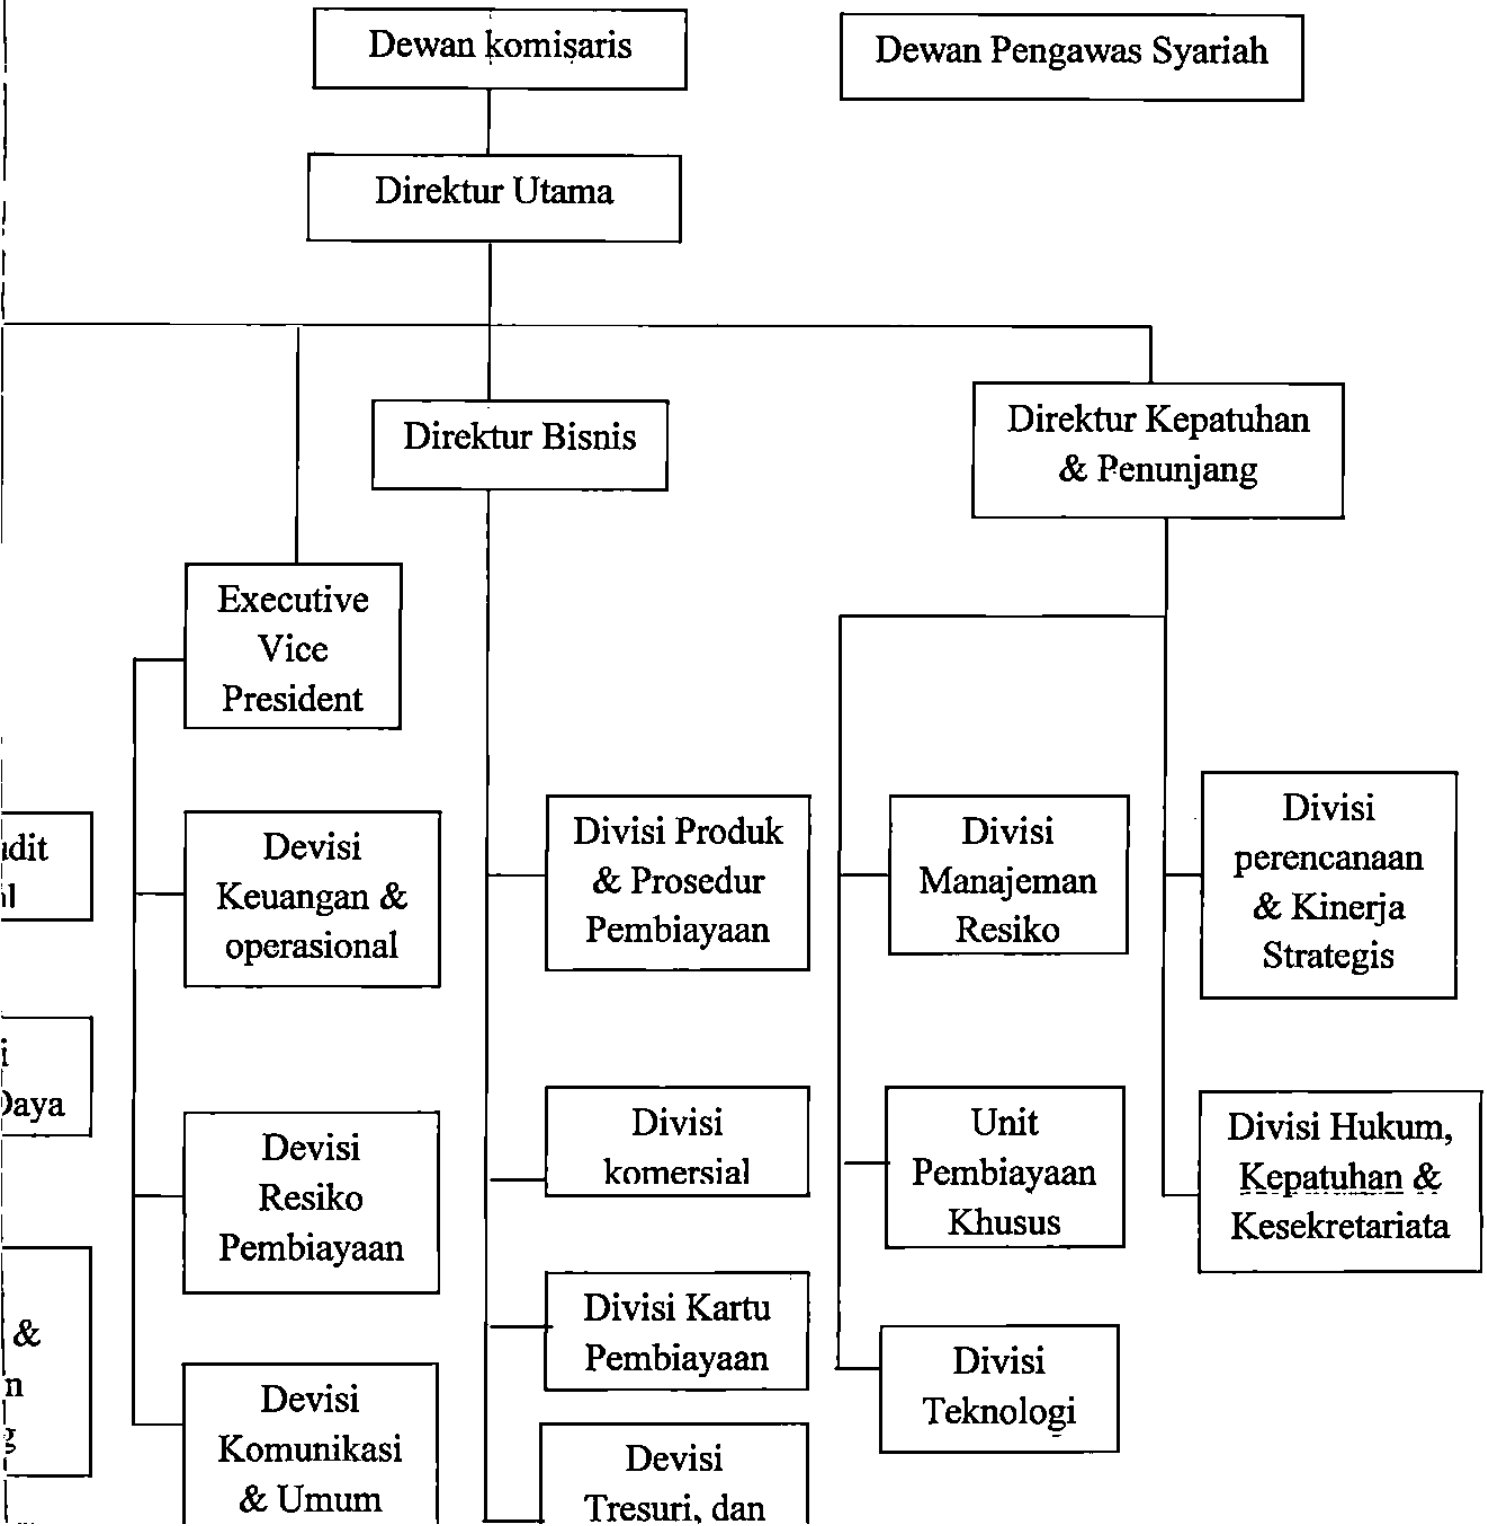 Dewan komisaris
Dewan Pengawas Syariah
Direktur Utama
Direktur Bisnis
Direktur Kepatuhan
& Penunjang
Executive
Vice
President
Devisi
Keuangan &
operasional
Divisi Produk
& Prosedur
Pembiayaan
Divisi
Manajeman
Resiko
Divisi
perencanaan
& Kinerja
Strategis
Daya
Devisi
Resiko
Pembiayaan
Divisi
komersial
Unit
Pembiayaan
Khusus
Divisi Hukum,
Kepatuhan &
Kesekretariata
&
Divisi Kartu
Pembiayaan
Divisi
Teknologi
Devisi
Komunikasi
& Umum
Devisi
Tresuri, dan